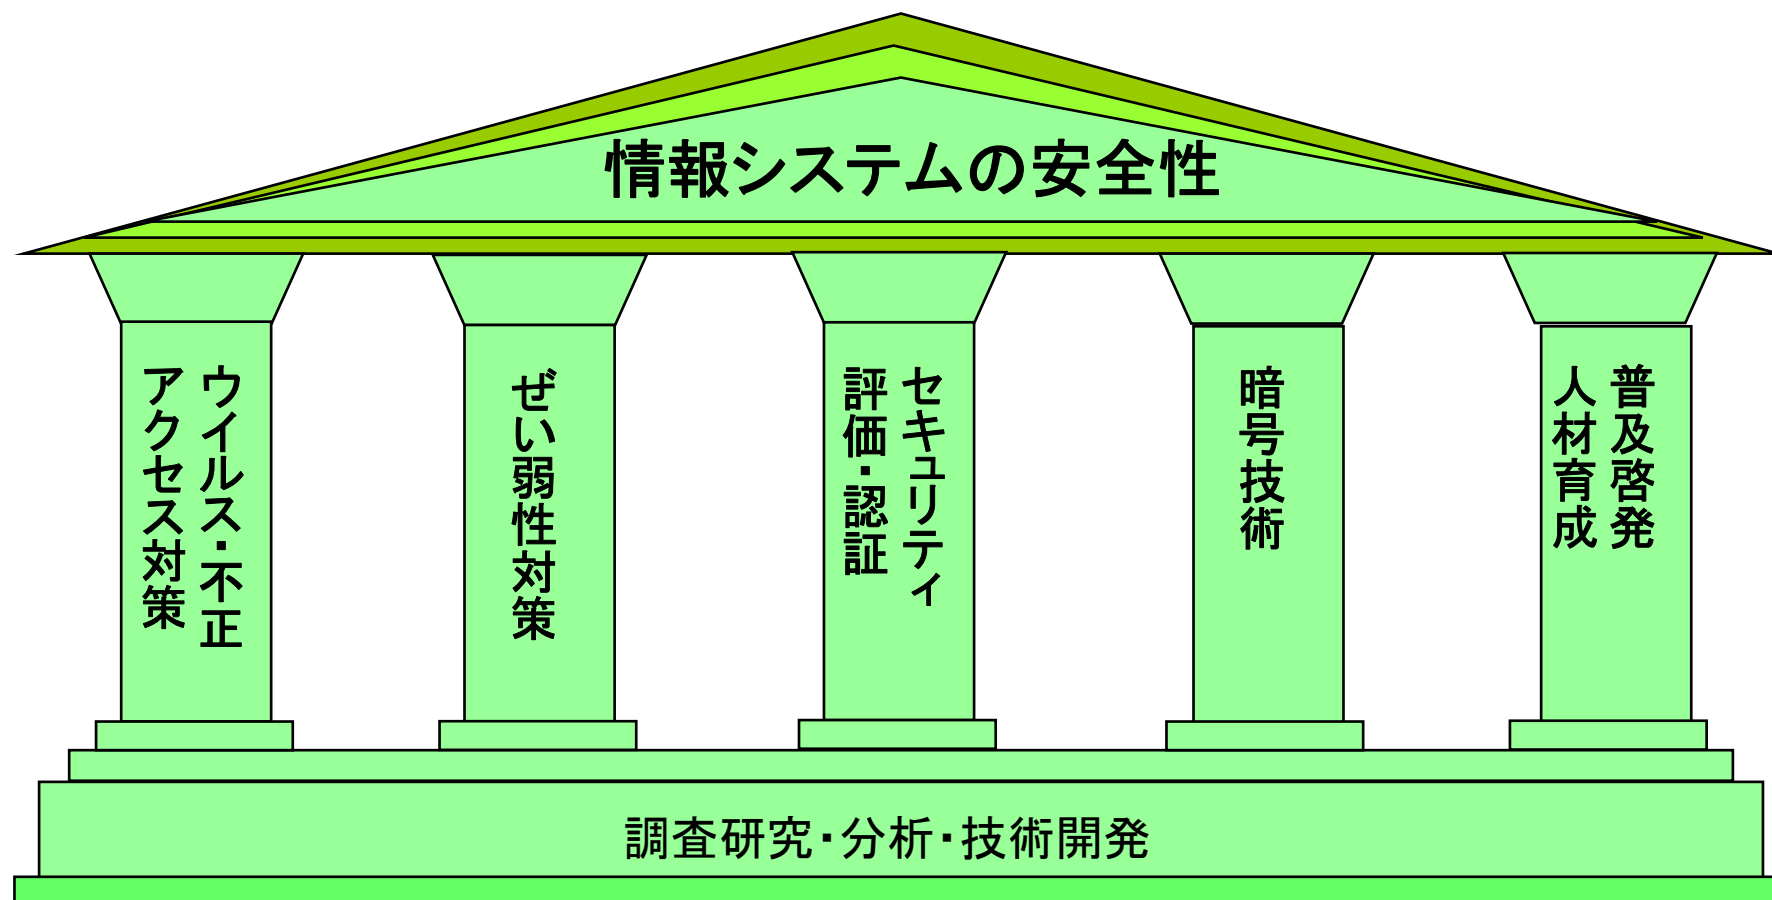 情報システムの安全性
ウイルス・不正
アクセス対策
ぜい弱性対策
セキュリティ
評価・認証
暗号技術
普及啓発
人材育成
調査研究・分析・技術開発